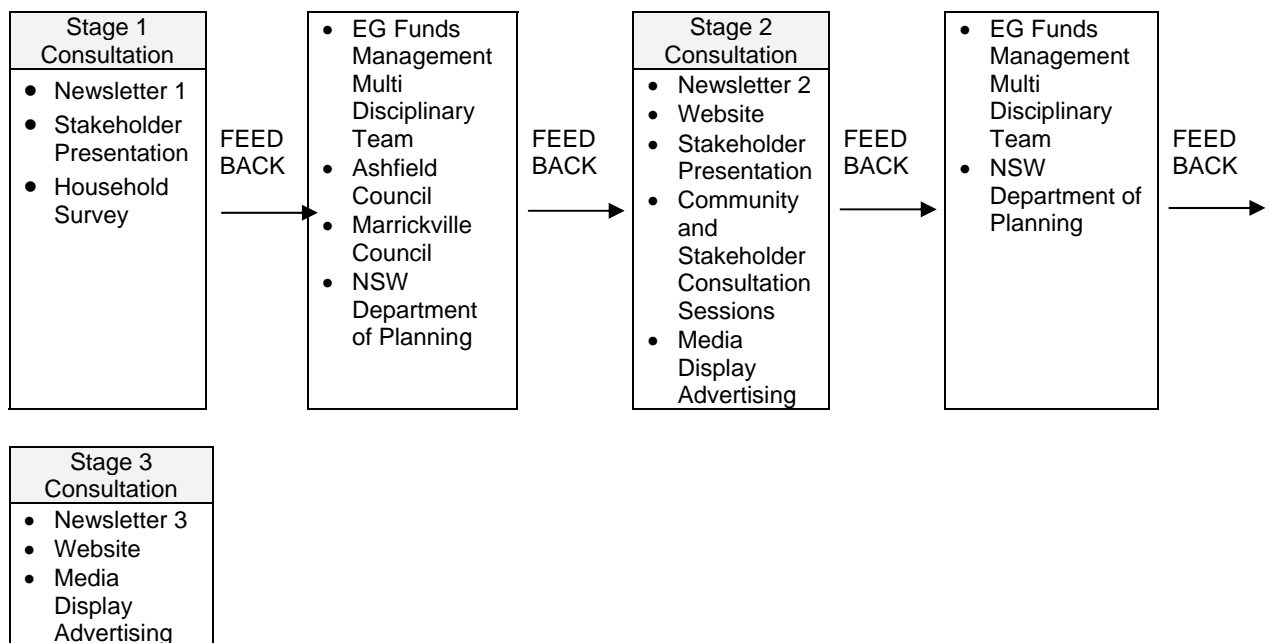 Stage 1
Consultation
• Newsletter 1
• Stakeholder
Presentation
• Household
Survey
FEED
BACK
• EG Funds
Management
Multi
Disciplinary
Team
• Ashfield
Council
• Marrickville
Council
• NSW
Department
of Planning
FEED
BACK
Stage 2
Consultation
• Newsletter 2
• Website
• Stakeholder
Presentation
• Community
and
Stakeholder
Consultation
Sessions
• Media
Display
Advertising
FEED
BACK
• EG Funds
Management
Multi
Disciplinary
Team
• NSW
Department of
Planning
FEED
BACK
Stage 3
Consultation
• Newsletter 3
• Website
• Media
Display
Advertising